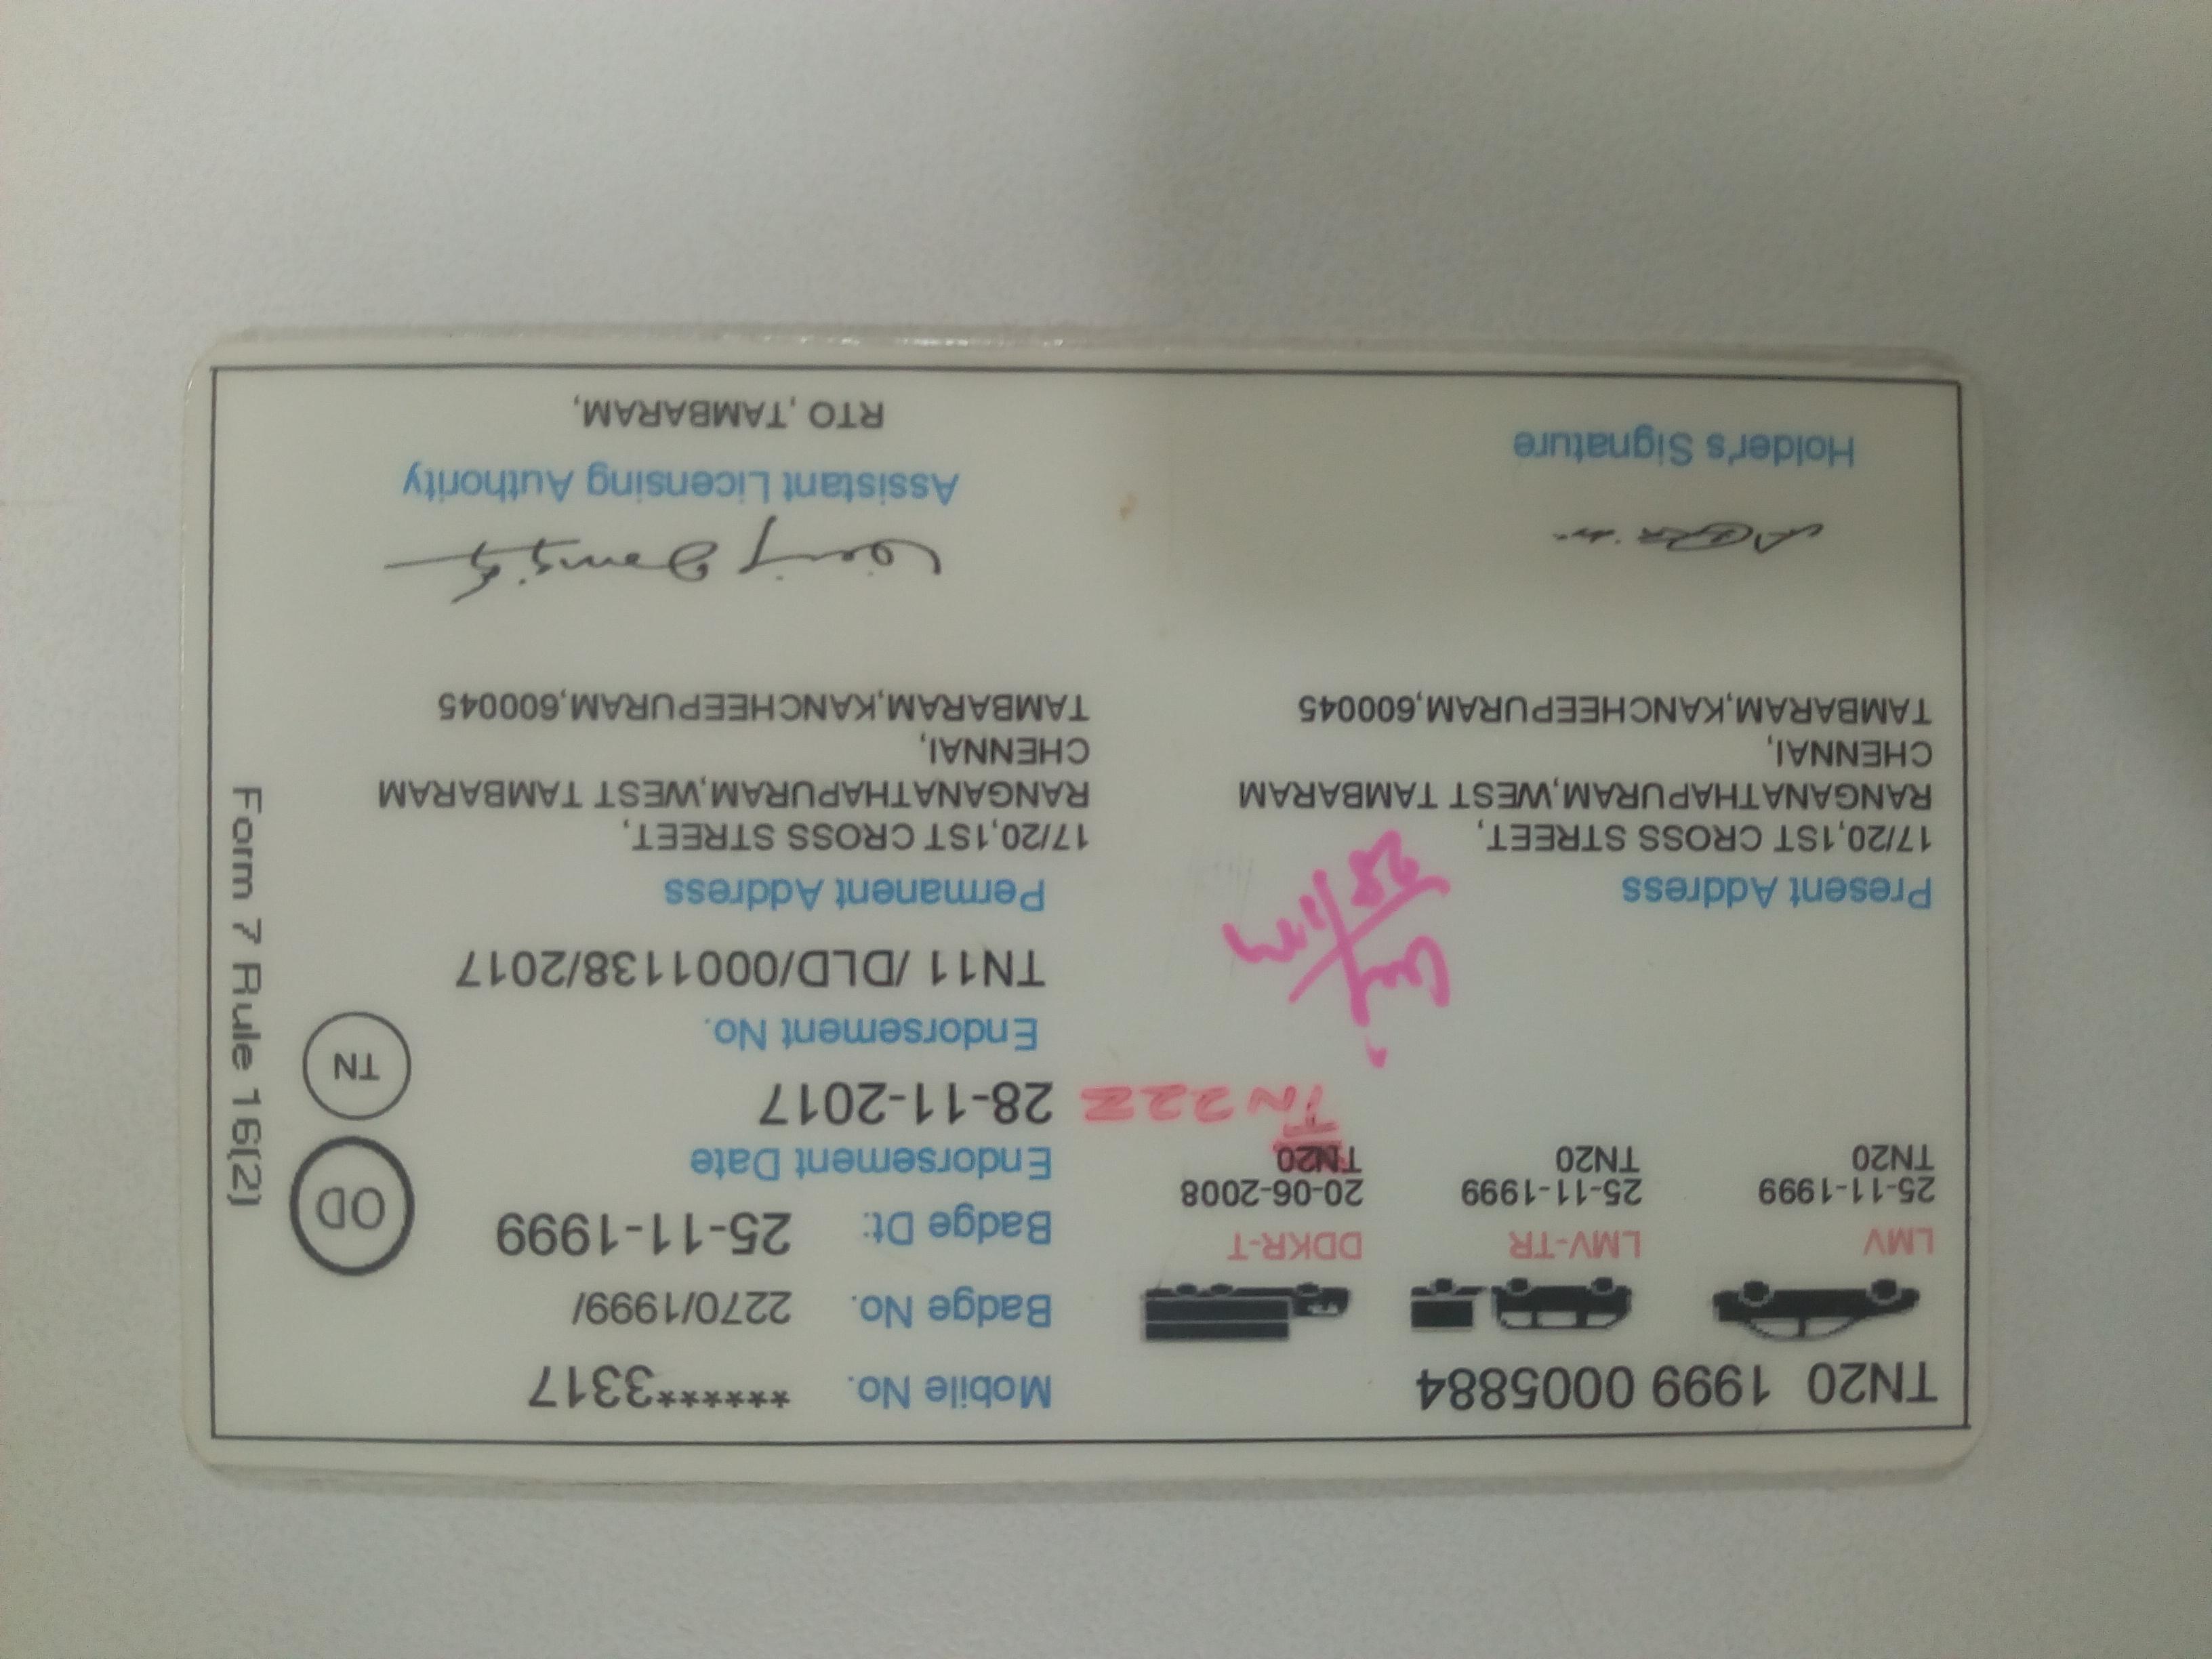 TN20 1999 0005884
LMV
25-11-1999
TN20
LMV-TR
25-11-1999
TN20
DDKR-T
20-06-2008
TN20
TN22Z
Present Address
17/20,1ST CROSS STREET,
RANGANATHAPURAM,WEST TAMBARAM
CHENNAI,
TAMBARAM,KANCHEEPURAM,600045
Holder's Signature
Mobile No. ******3317
Badge No. 2270/1999/
Badge Dt: 25-11-1999
Endorsement Date
28-11-2017
Endorsement No.
TN11 /DLD/0001138/2017
Permanent Address
17/20,1ST CROSS STREET,
RANGANATHAPURAM,WEST TAMBARAM
CHENNAI,
TAMBARAM,KANCHEEPURAM,600045
Assistant Licensing Authority
RTO ,TAMBARAM,
OD
TN
Form 7 Rule 16(2)